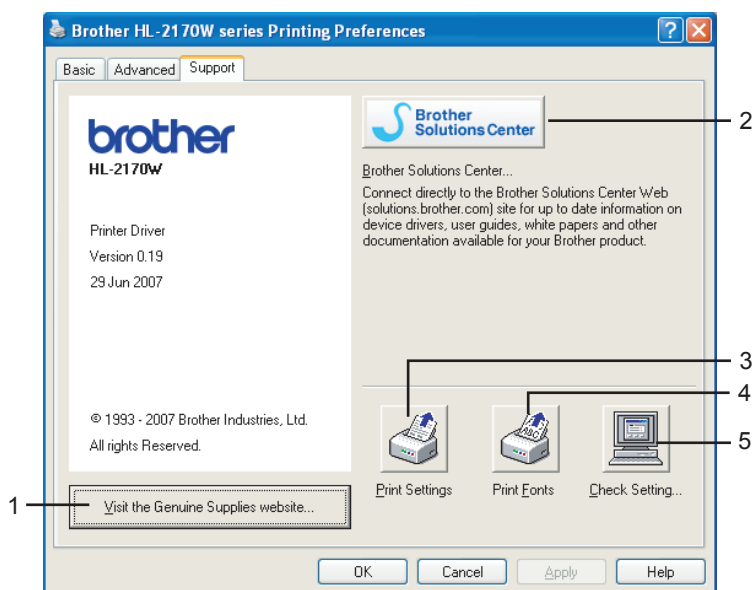 Brother HL-2170W series Printing Preferences
Basic
Advanced
Support
brother
HL-2170W
Printer Driver
Version 0.19
29 Jun 2007
© 1993 - 2007 Brother Industries, Ltd.
All rights Reserved.
1
Visit the Genuine Supplies website...
Brother
Solutions Center
2
Brother Solutions Center...
Connect directly to the Brother Solutions Center Web
(solutions.brother.com) site for up to date information on
device drivers, user guides, white papers and other
documentation available for your Brother product.
3
4
5
ABC
Print Settings
Print Fonts
Check Setting...
OK
Cancel
Apply
Help